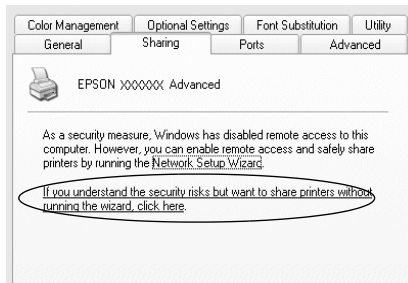 Color Management Optional Settings Font Substitution Utility
General Sharing Ports Advanced
EPSON XXXXXX Advanced
As a security measure, Windows has disabled remote access to this
computer. However, you can enable remote access and safely share
printers by running the Network Setup Wizard.
If you understand the security risks but want to share printers without
running the wizard, click here.